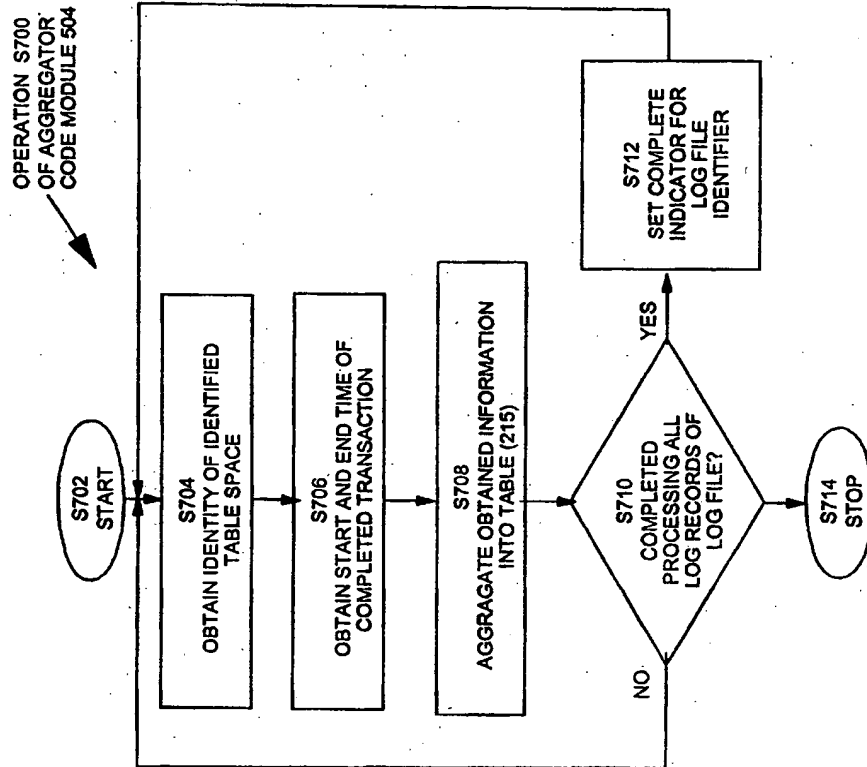 OPERATION S700
OF AGGREGATOR
CODE MODULE 504
S702
START
S704
OBTAIN IDENTITY OF IDENTIFIED
TABLE SPACE
S706
OBTAIN START AND END TIME OF
COMPLETED TRANSACTION
S708
AGGRAGATE OBTAINED INFORMATION
INTO TABLE (215)
S710
COMPLETED
PROCESSING ALL
LOG RECORDS OF
LOG FILE?
NO
YES
S712
SET COMPLETE
INDICATOR FOR
LOG FILE
IDENTIFIER
S714
STOP